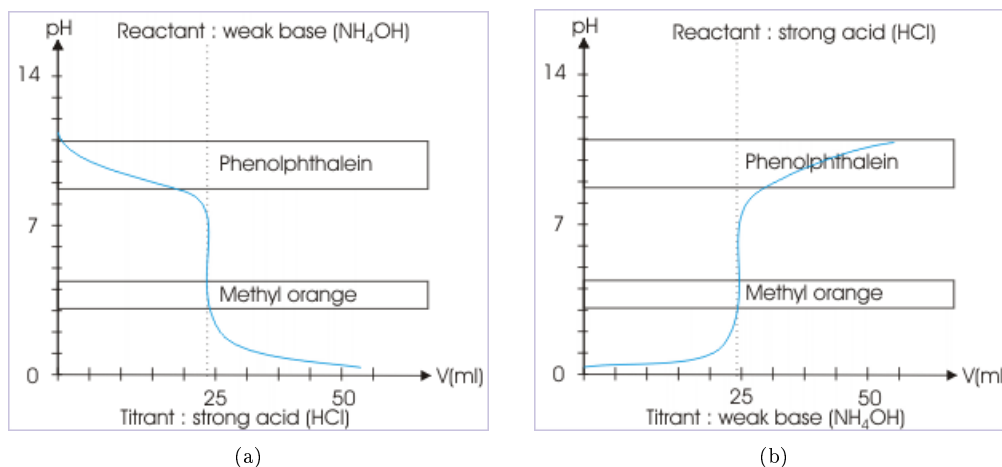 pH
Reactant : weak base (NH₄OH)
14
Phenolphthalein
7
Methyl orange
0
25
50
V(ml)
Titrant : strong acid (HCl)
(a)
pH
Reactant : strong acid (HCl)
14
Phenolphthalein
7
Methyl orange
0
25
50
V(ml)
Titrant : weak base (NH₄OH)
(b)